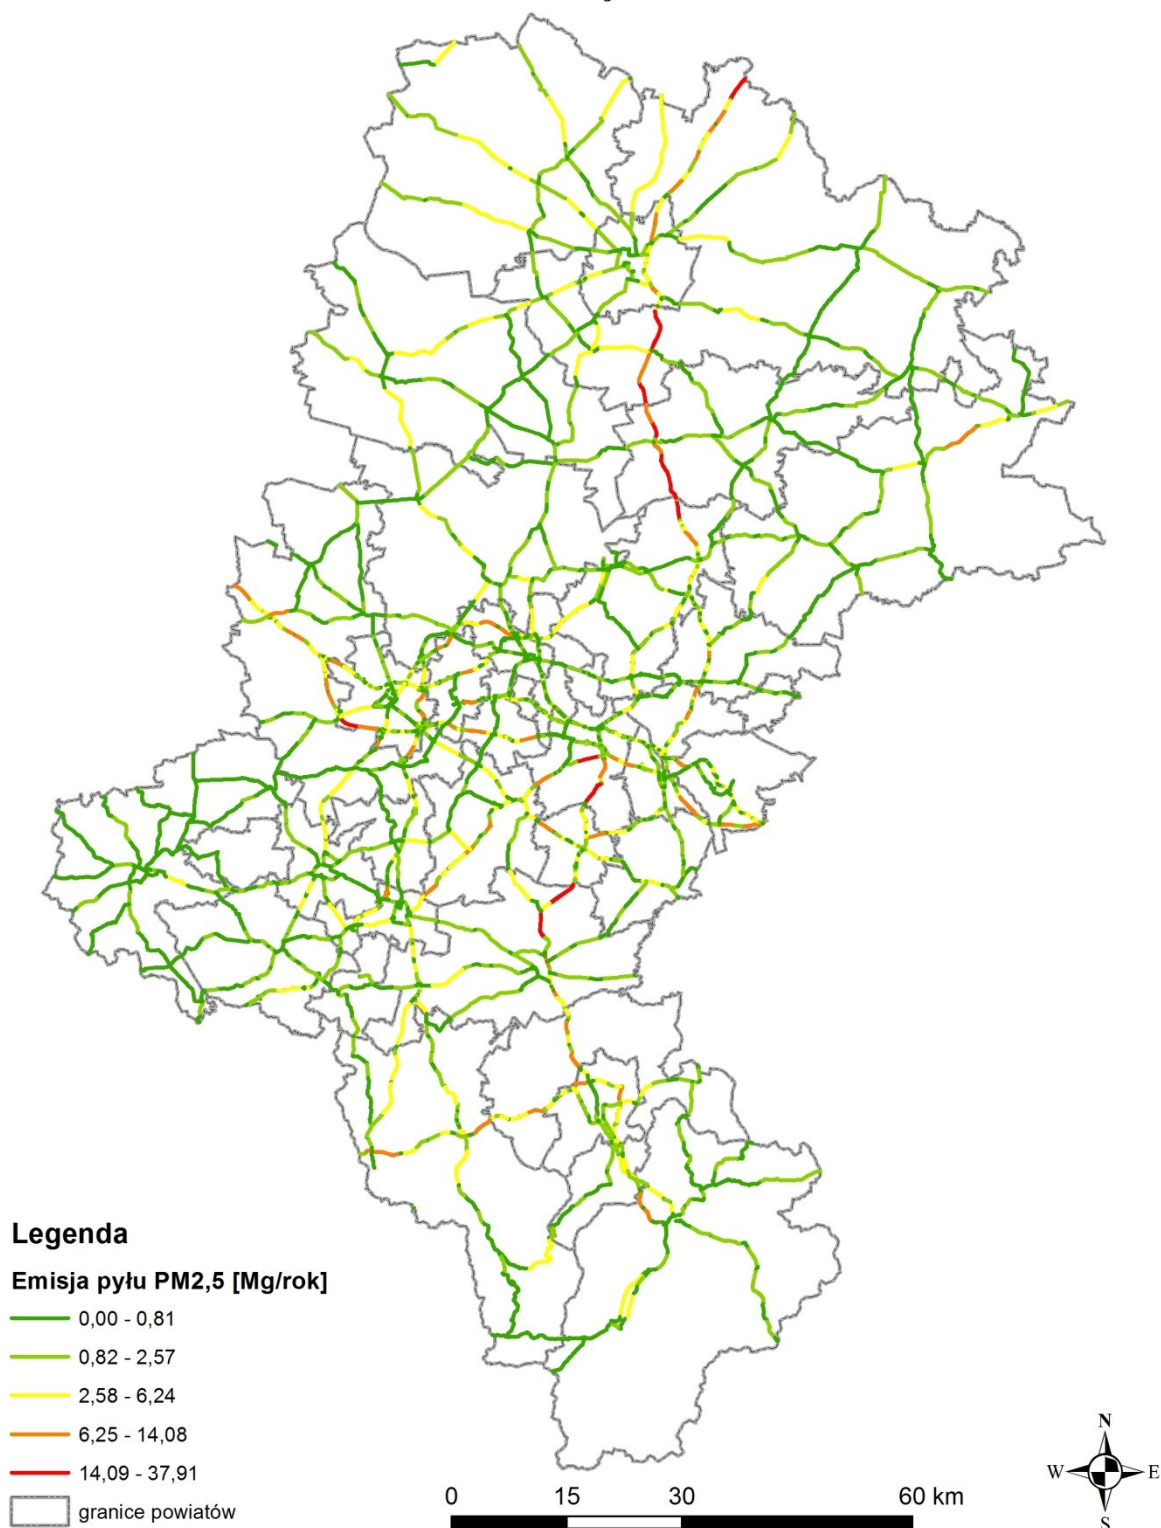 Legenda
Emisja pyłu PM2,5 [Mg/rok]
0,00 - 0,81
0,82 - 2,57
2,58 - 6,24
6,25 - 14,08
14,09 - 37,91
granice powiatów
0 15 30 60 km
N
W E
S